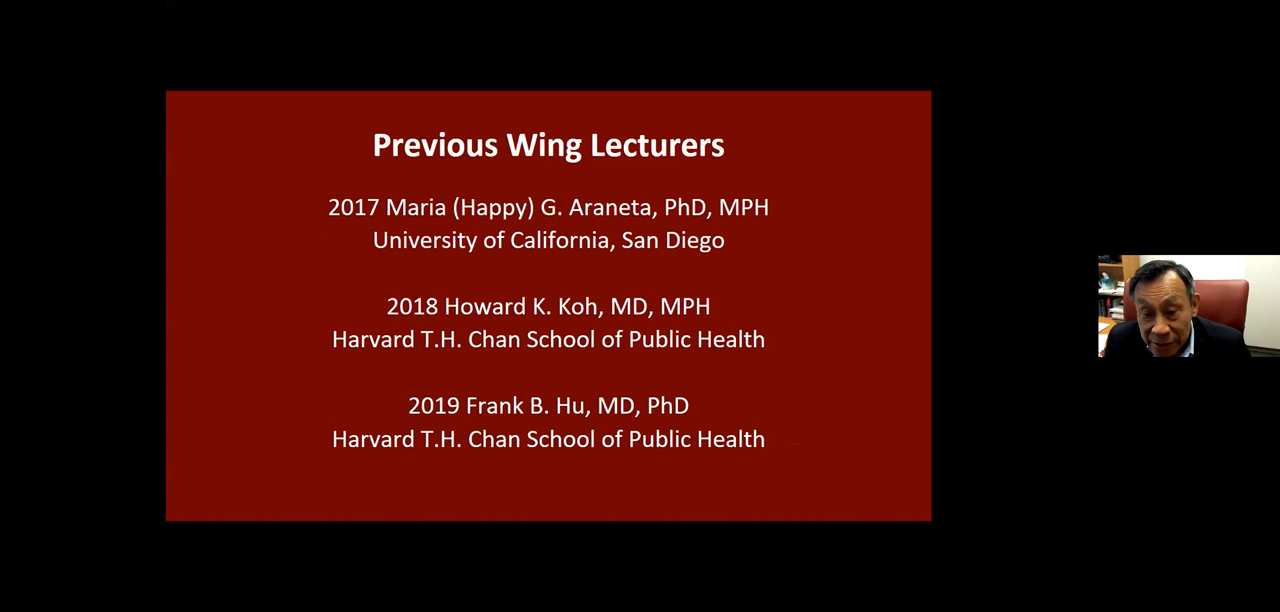 Previous Wing Lecturers
2017 Maria (Happy) G. Araneta, PhD, MPH
University of California, San Diego
2018 Howard K. Koh, MD, MPH
Harvard T.H. Chan School of Public Health
2019 Frank B. Hu, MD, PhD
Harvard T.H. Chan School of Public Health